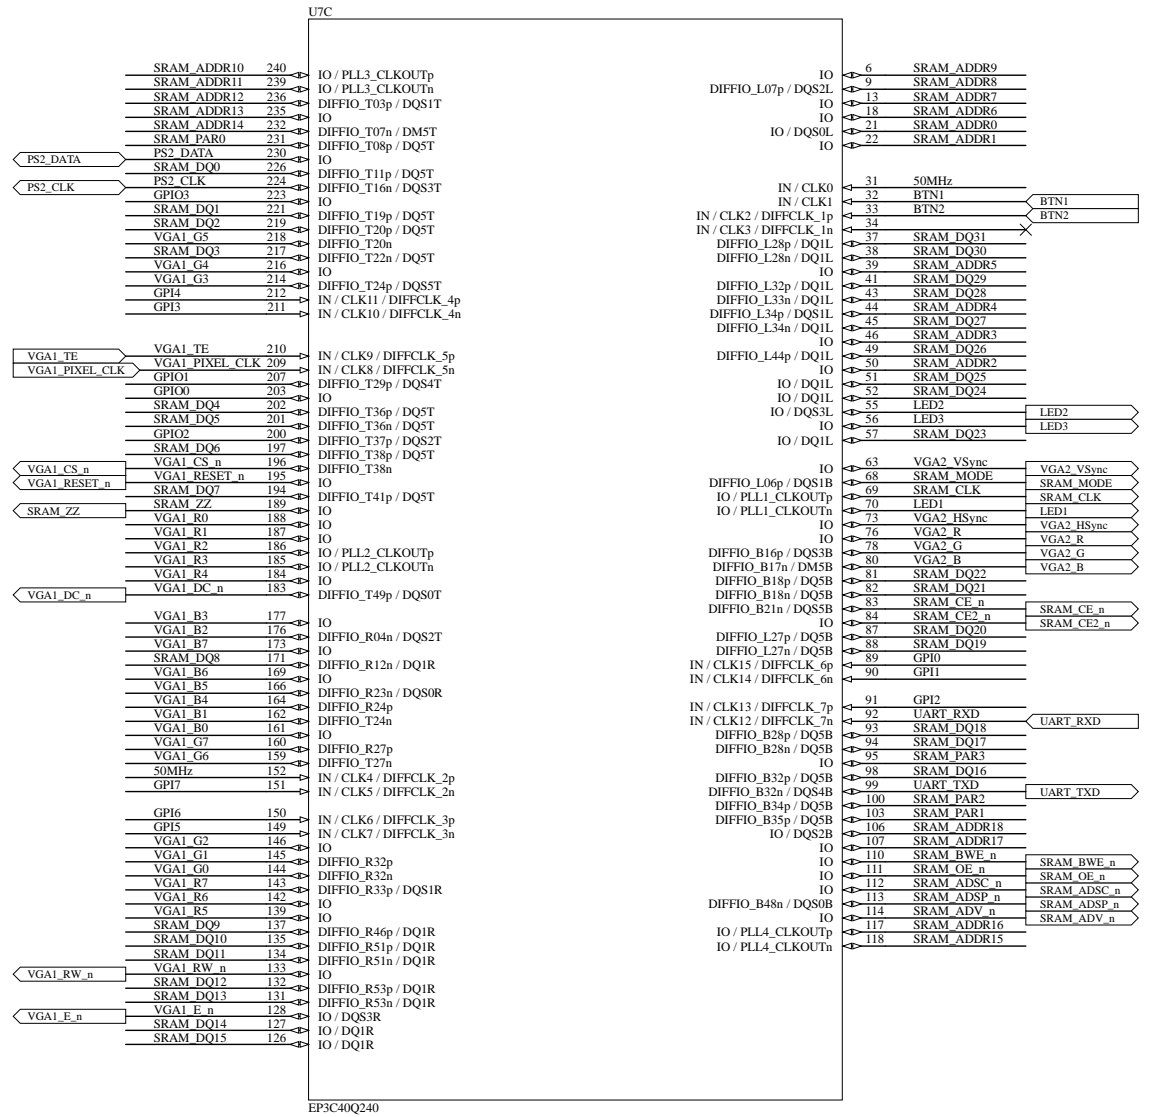 U7C
SRAM_ADDR10 240 IO / PLL3_CLKOUTp
SRAM_ADDR11 239 IO / PLL3_CLKOUTn
SRAM_ADDR12 236 DIFFIO_T03p / DQS1T
SRAM_ADDR13 235 IO
SRAM_ADDR14 232 DIFFIO_T07n / DM5T
SRAM_PAR0 231 DIFFIO_T08p / DQ5T
PS2_DATA PS2_DATA 230 IO
SRAM_DQ0 226 DIFFIO_T11p / DQ5T
PS2_CLK PS2_CLK 224 DIFFIO_T16n / DQS3T
GPIO3 223 IO
SRAM_DQ1 221 DIFFIO_T19p / DQ5T
SRAM_DQ2 219 DIFFIO_T20p / DQ5T
VGA1_G5 218 DIFFIO_T20n
SRAM_DQ3 217 DIFFIO_T22n / DQ5T
VGA1_G4 216 IO
VGA1_G3 214 DIFFIO_T24p / DQS5T
GPI4 212 IN / CLK11 / DIFFCLK_4p
GPI3 211 IN / CLK10 / DIFFCLK_4n
VGA1_TE VGA1_TE 210 IN / CLK9 / DIFFCLK_5p
VGA1_PIXEL_CLK VGA1_PIXEL_CLK 209 IN / CLK8 / DIFFCLK_5n
GPIO1 207 DIFFIO_T29p / DQS4T
GPIO0 203 IO
SRAM_DQ4 202 DIFFIO_T36p / DQ5T
SRAM_DQ5 201 DIFFIO_T36n / DQ5T
GPIO2 200 DIFFIO_T37p / DQS2T
SRAM_DQ6 197 DIFFIO_T38p / DQ5T
VGA1_CS_n VGA1_CS_n 196 DIFFIO_T38n
VGA1_RESET_n VGA1_RESET_n 195 IO
SRAM_DQ7 194 DIFFIO_T41p / DQ5T
SRAM_ZZ SRAM_ZZ 189 IO
VGA1_R0 188 IO
VGA1_R1 187 IO
VGA1_R2 186 IO / PLL2_CLKOUTp
VGA1_R3 185 IO / PLL2_CLKOUTn
VGA1_R4 184 IO
VGA1_DC_n VGA1_DC_n 183 DIFFIO_T49p / DQS0T
VGA1_B3 177 IO
VGA1_B2 176 DIFFIO_R04n / DQS2T
VGA1_B7 173 IO
SRAM_DQ8 171 DIFFIO_R12n / DQ1R
VGA1_B6 169 IO
VGA1_B5 166 DIFFIO_R23n / DQS0R
VGA1_B4 164 DIFFIO_R24p
VGA1_B1 162 DIFFIO_T24n
VGA1_B0 161 IO
VGA1_G7 160 DIFFIO_R27p
VGA1_G6 159 DIFFIO_T27n
50MHz 152 IN / CLK4 / DIFFCLK_2p
GPI7 151 IN / CLK5 / DIFFCLK_2n
GPI6 150 IN / CLK6 / DIFFCLK_3p
GPI5 149 IN / CLK7 / DIFFCLK_3n
VGA1_G2 146 IO
VGA1_G1 145 DIFFIO_R32p
VGA1_G0 144 DIFFIO_R32n
VGA1_R7 143 DIFFIO_R33p / DQS1R
VGA1_R6 142 IO
VGA1_R5 139 IO
SRAM_DQ9 137 DIFFIO_R46p / DQ1R
SRAM_DQ10 135 DIFFIO_R51p / DQ1R
SRAM_DQ11 134 DIFFIO_R51n / DQ1R
VGA1_RW_n VGA1_RW_n 133 IO
SRAM_DQ12 132 DIFFIO_R53p / DQ1R
SRAM_DQ13 131 DIFFIO_R53n / DQ1R
VGA1_E_n VGA1_E_n 128 IO / DQS3R
SRAM_DQ14 127 IO / DQ1R
SRAM_DQ15 126 IO / DQ1R
IO 6 SRAM_ADDR9
DIFFIO_L07p / DQS2L 9 SRAM_ADDR8
IO 13 SRAM_ADDR7
IO 18 SRAM_ADDR6
IO / DQS0L 21 SRAM_ADDR0
IO 22 SRAM_ADDR1
IN / CLK0 31 50MHz
IN / CLK1 32 BTN1 BTN1
IN / CLK2 / DIFFCLK_1p 33 BTN2 BTN2
IN / CLK3 / DIFFCLK_1n 34
DIFFIO_L28p / DQ1L 37 SRAM_DQ31
DIFFIO_L28n / DQ1L 38 SRAM_DQ30
IO 39 SRAM_ADDR5
DIFFIO_L32p / DQ1L 41 SRAM_DQ29
DIFFIO_L33n / DQ1L 43 SRAM_DQ28
DIFFIO_L34p / DQS1L 44 SRAM_ADDR4
DIFFIO_L34n / DQ1L 45 SRAM_DQ27
IO 46 SRAM_ADDR3
DIFFIO_L44p / DQ1L 49 SRAM_DQ26
IO 50 SRAM_ADDR2
IO / DQ1L 51 SRAM_DQ25
IO / DQ1L 52 SRAM_DQ24
IO / DQS3L 55 LED2 LED2
IO 56 LED3 LED3
IO / DQ1L 57 SRAM_DQ23
IO 63 VGA2_VSync VGA2_VSync
DIFFIO_L06p / DQS1B 68 SRAM_MODE SRAM_MODE
IO / PLL1_CLKOUTp 69 SRAM_CLK SRAM_CLK
IO / PLL1_CLKOUTn 70 LED1 LED1
IO 73 VGA2_HSync VGA2_HSync
IO 76 VGA2_R VGA2_R
DIFFIO_B16p / DQS3B 78 VGA2_G VGA2_G
DIFFIO_B17n / DM5B 80 VGA2_B VGA2_B
DIFFIO_B18p / DQ5B 81 SRAM_DQ22
DIFFIO_B18n / DQ5B 82 SRAM_DQ21
DIFFIO_B21n / DQS5B 83 SRAM_CE_n SRAM_CE_n
IO 84 SRAM_CE2_n SRAM_CE2_n
DIFFIO_L27p / DQ5B 87 SRAM_DQ20
DIFFIO_L27n / DQ5B 88 SRAM_DQ19
IN / CLK15 / DIFFCLK_6p 89 GPI0
IN / CLK14 / DIFFCLK_6n 90 GPI1
IN / CLK13 / DIFFCLK_7p 91 GPI2
IN / CLK12 / DIFFCLK_7n 92 UART_RXD UART_RXD
DIFFIO_B28p / DQ5B 93 SRAM_DQ18
DIFFIO_B28n / DQ5B 94 SRAM_DQ17
IO 95 SRAM_PAR3
DIFFIO_B32p / DQ5B 98 SRAM_DQ16
DIFFIO_B32n / DQS4B 99 UART_TXD UART_TXD
DIFFIO_B34p / DQ5B 100 SRAM_PAR2
DIFFIO_B35p / DQ5B 103 SRAM_PAR1
IO / DQS2B 106 SRAM_ADDR18
IO 107 SRAM_ADDR17
IO 110 SRAM_BWE_n SRAM_BWE_n
IO 111 SRAM_OE_n SRAM_OE_n
IO 112 SRAM_ADSC_n SRAM_ADSC_n
DIFFIO_B48n / DQS0B 113 SRAM_ADSP_n SRAM_ADSP_n
IO 114 SRAM_ADV_n SRAM_ADV_n
IO / PLL4_CLKOUTp 117 SRAM_ADDR16
IO / PLL4_CLKOUTn 118 SRAM_ADDR15
EP3C40Q240